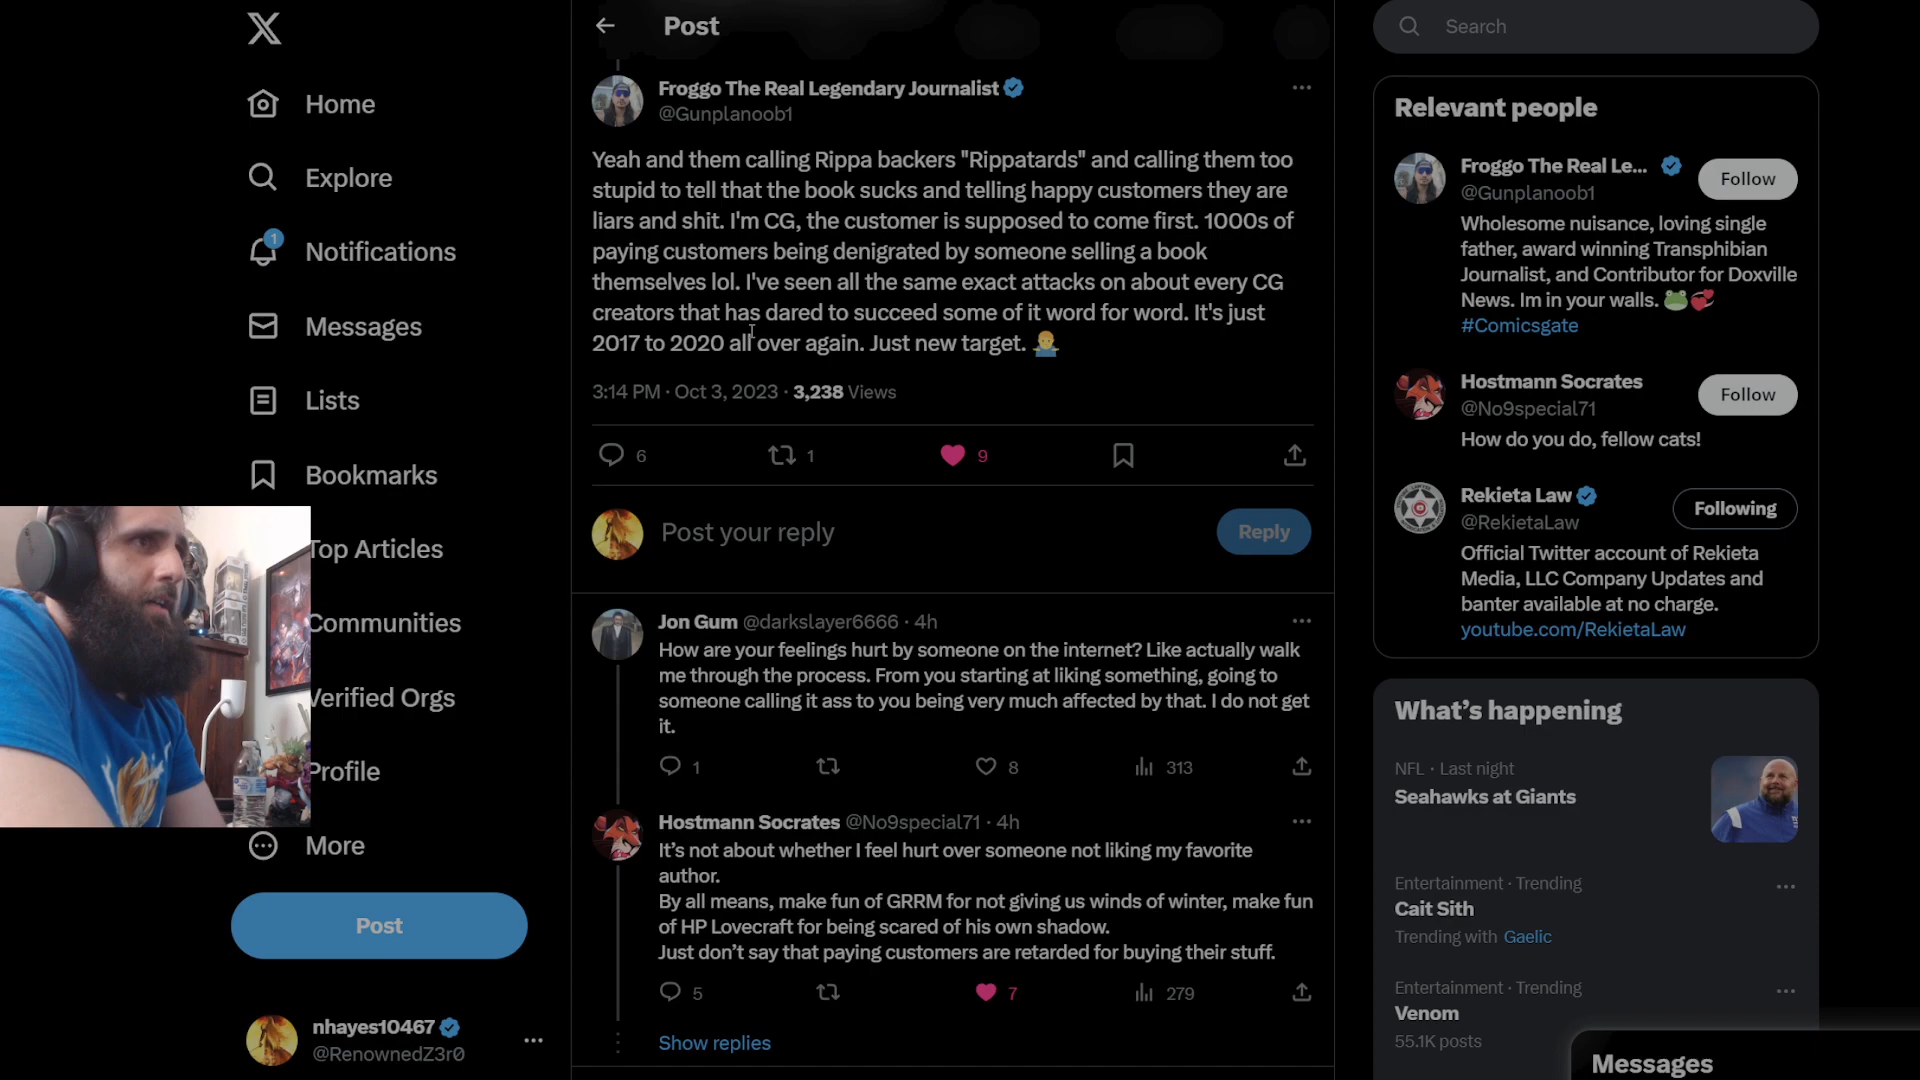 Home
Explore
1
Notifications
Messages
Lists
Bookmarks
Top Articles
Communities
Verified Orgs
Profile
More
Post
nhayes10467
@RenownedZ3r0
Post
Froggo The Real Legendary Journalist
@Gunplanoob1
Yeah and them calling Rippa backers "Rippatards" and calling them too
stupid to tell that the book sucks and telling happy customers they are
liars and shit. I'm CG, the customer is supposed to come first. 1000s of
paying customers being denigrated by someone selling a book
themselves lol. I've seen all the same exact attacks on about every CG
creators that has dared to succeed some of it word for word. It's just
2017 to 2020 all over again. Just new target. 🤷‍♂️
3:14 PM · Oct 3, 2023 · 3,238 Views
6 1 9
Post your reply
Reply
Jon Gum @darkslayer6666 · 4h
How are your feelings hurt by someone on the internet? Like actually walk
me through the process. From you starting at liking something, going to
someone calling it ass to you being very much affected by that. I do not get
it.
1 8 313
Hostmann Socrates @No9special71 · 4h
It's not about whether I feel hurt over someone not liking my favorite
author.
By all means, make fun of GRRM for not giving us winds of winter, make fun
of HP Lovecraft for being scared of his own shadow.
Just don't say that paying customers are retarded for buying their stuff.
5 7 279
Show replies
Search
Relevant people
Froggo The Real Le...
@Gunplanoob1
Follow
Wholesome nuisance, loving single
father, award winning Transphibian
Journalist, and Contributor for Doxville
News. Im in your walls. 🐸💞
#Comicsgate
Hostmann Socrates
@No9special71
Follow
How do you do, fellow cats!
Rekieta Law
@RekietaLaw
Following
Official Twitter account of Rekieta
Media, LLC Company Updates and
banter available at no charge.
youtube.com/RekietaLaw
What's happening
NFL · Last night
Seahawks at Giants
Entertainment · Trending
Cait Sith
Trending with Gaelic
Entertainment · Trending
Venom
55.1K posts
Messages